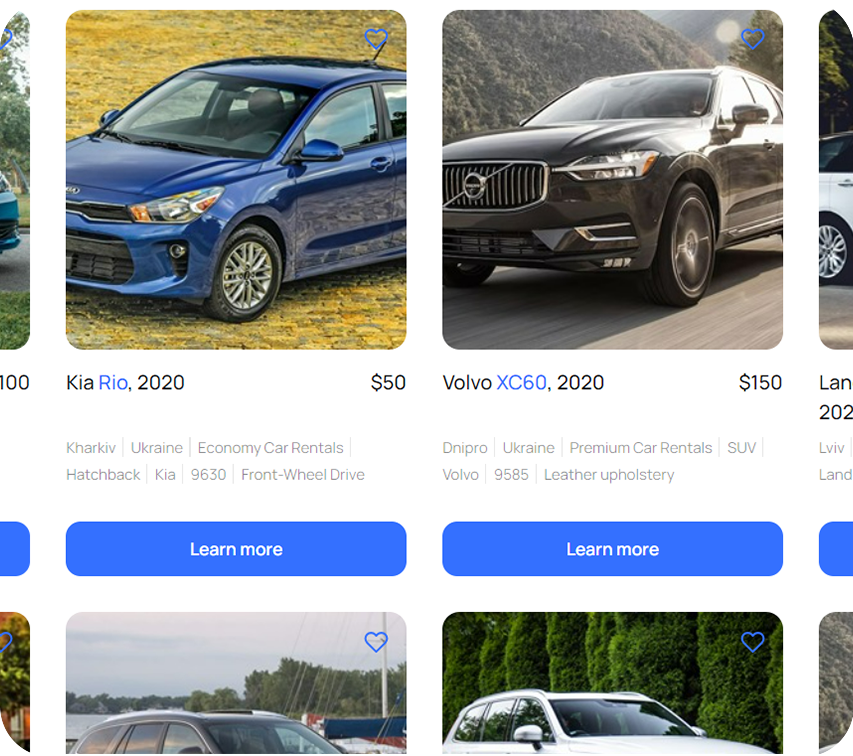 100
Kia Rio, 2020 $50
Volvo XC60, 2020 $150
Lan
202
Kharkiv Ukraine Economy Car Rentals
Hatchback Kia 9630 Front-Wheel Drive
Dnipro Ukraine Premium Car Rentals SUV
Volvo 9585 Leather upholstery
Lviv
Land
Learn more
Learn more